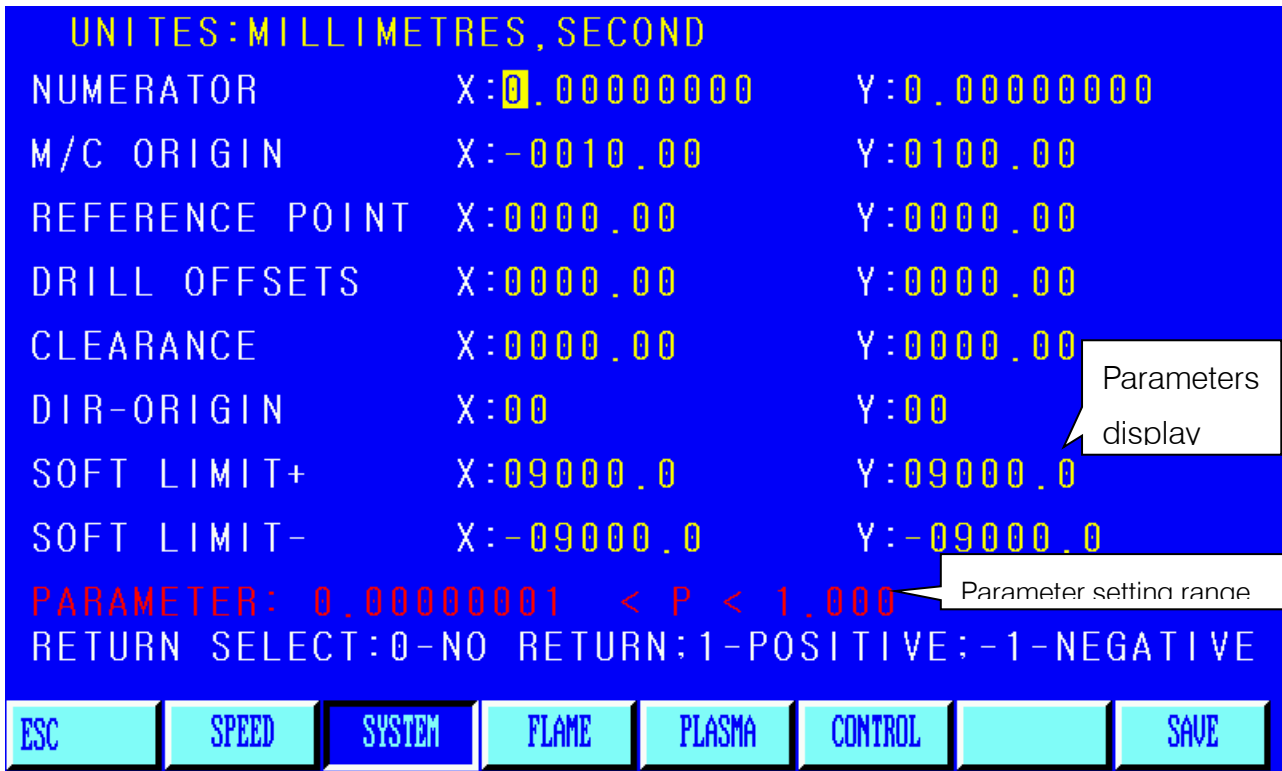 UNITES:MILLIMETRES,SECOND
NUMERATOR X:0.00000000 Y:0.00000000
M/C ORIGIN X:-0010.00 Y:0100.00
REFERENCE POINT X:0000.00 Y:0000.00
DRILL OFFSETS X:0000.00 Y:0000.00
CLEARANCE X:0000.00 Y:0000.00
Parameters
display
DIR-ORIGIN X:00 Y:00
SOFT LIMIT+ X:09000.0 Y:09000.0
SOFT LIMIT- X:-09000.0 Y:-09000.0
Parameter setting range
PARAMETER: 0.00000001 < P < 1.000
RETURN SELECT:0-NO RETURN;1-POSITIVE;-1-NEGATIVE
ESC SPEED SYSTEM FLAME PLASMA CONTROL SAVE